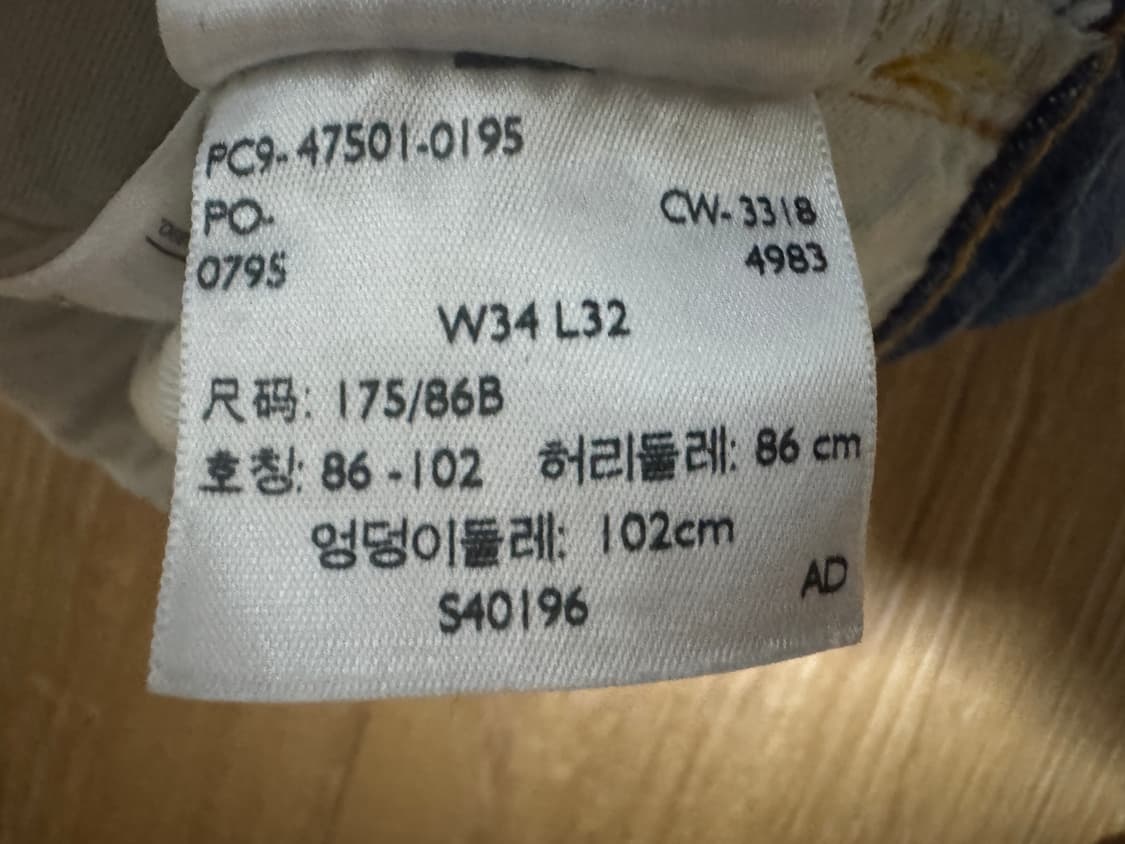 PC9-47501-0195
PO-
CW-3318
0795
4983
W34 L32
尺码: 175/86B
호칭: 86 -102 허리둘레: 86 cm
엉덩이둘레: 102cm
S40196
AD